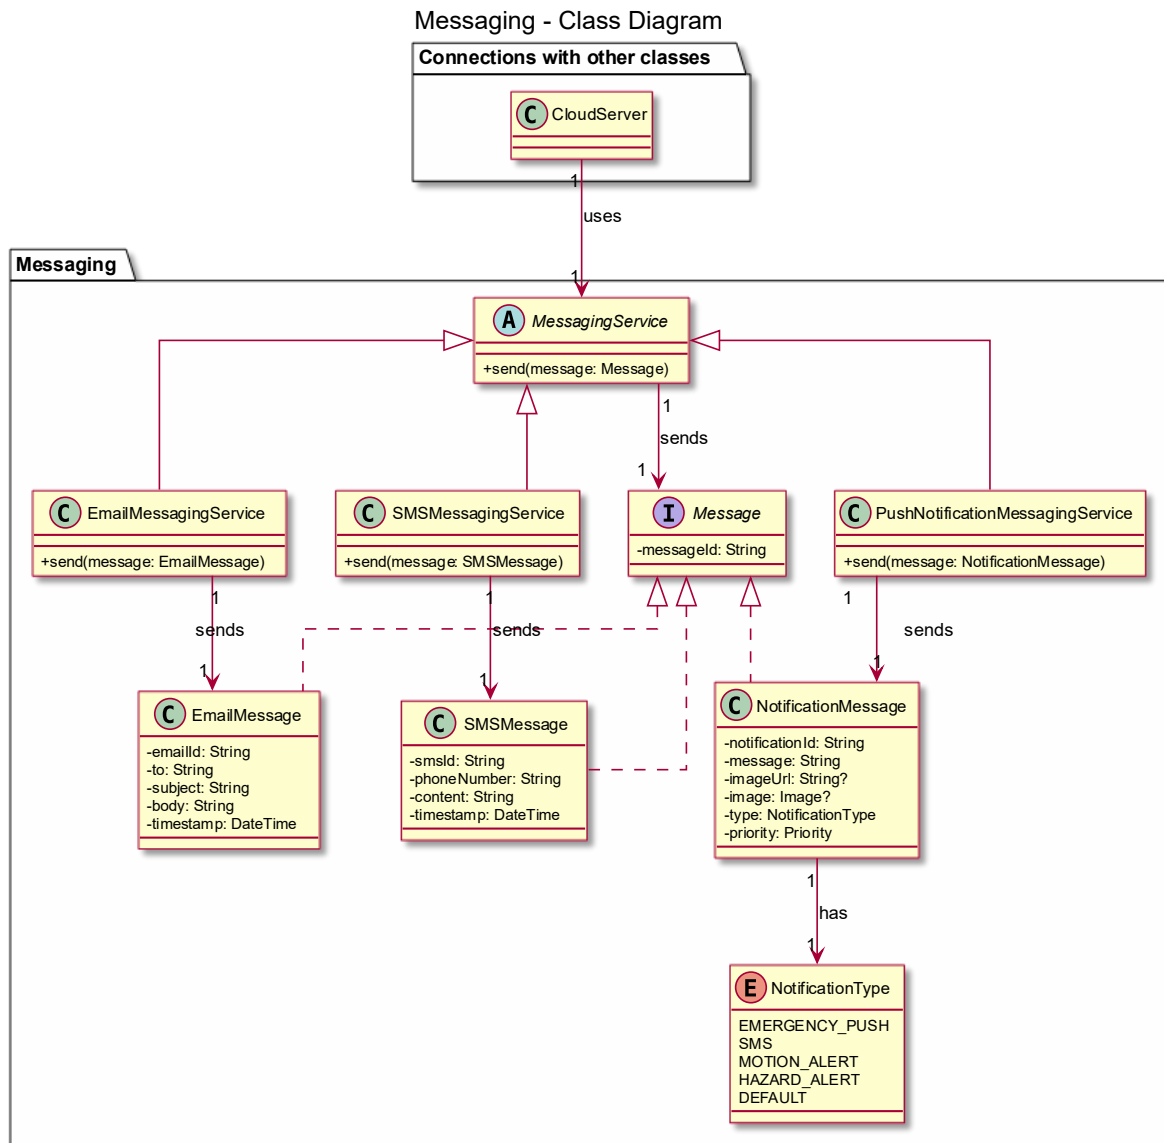 Messaging - Class Diagram
Connections with other classes
C CloudServer
1
uses
1
Messaging
A MessagingService
+send(message: Message)
1
sends
1
C EmailMessagingService
+send(message: EmailMessage)
C SMSMessagingService
+send(message: SMSMessage)
I Message
-messageId: String
C PushNotificationMessagingService
+send(message: NotificationMessage)
1
sends
1
1
sends
1
1
sends
1
C EmailMessage
-emailId: String
-to: String
-subject: String
-body: String
-timestamp: DateTime
C SMSMessage
-smsId: String
-phoneNumber: String
-content: String
-timestamp: DateTime
C NotificationMessage
-notificationId: String
-message: String
-imageUrl: String?
-image: Image?
-type: NotificationType
-priority: Priority
1
has
1
E NotificationType
EMERGENCY_PUSH
SMS
MOTION_ALERT
HAZARD_ALERT
DEFAULT